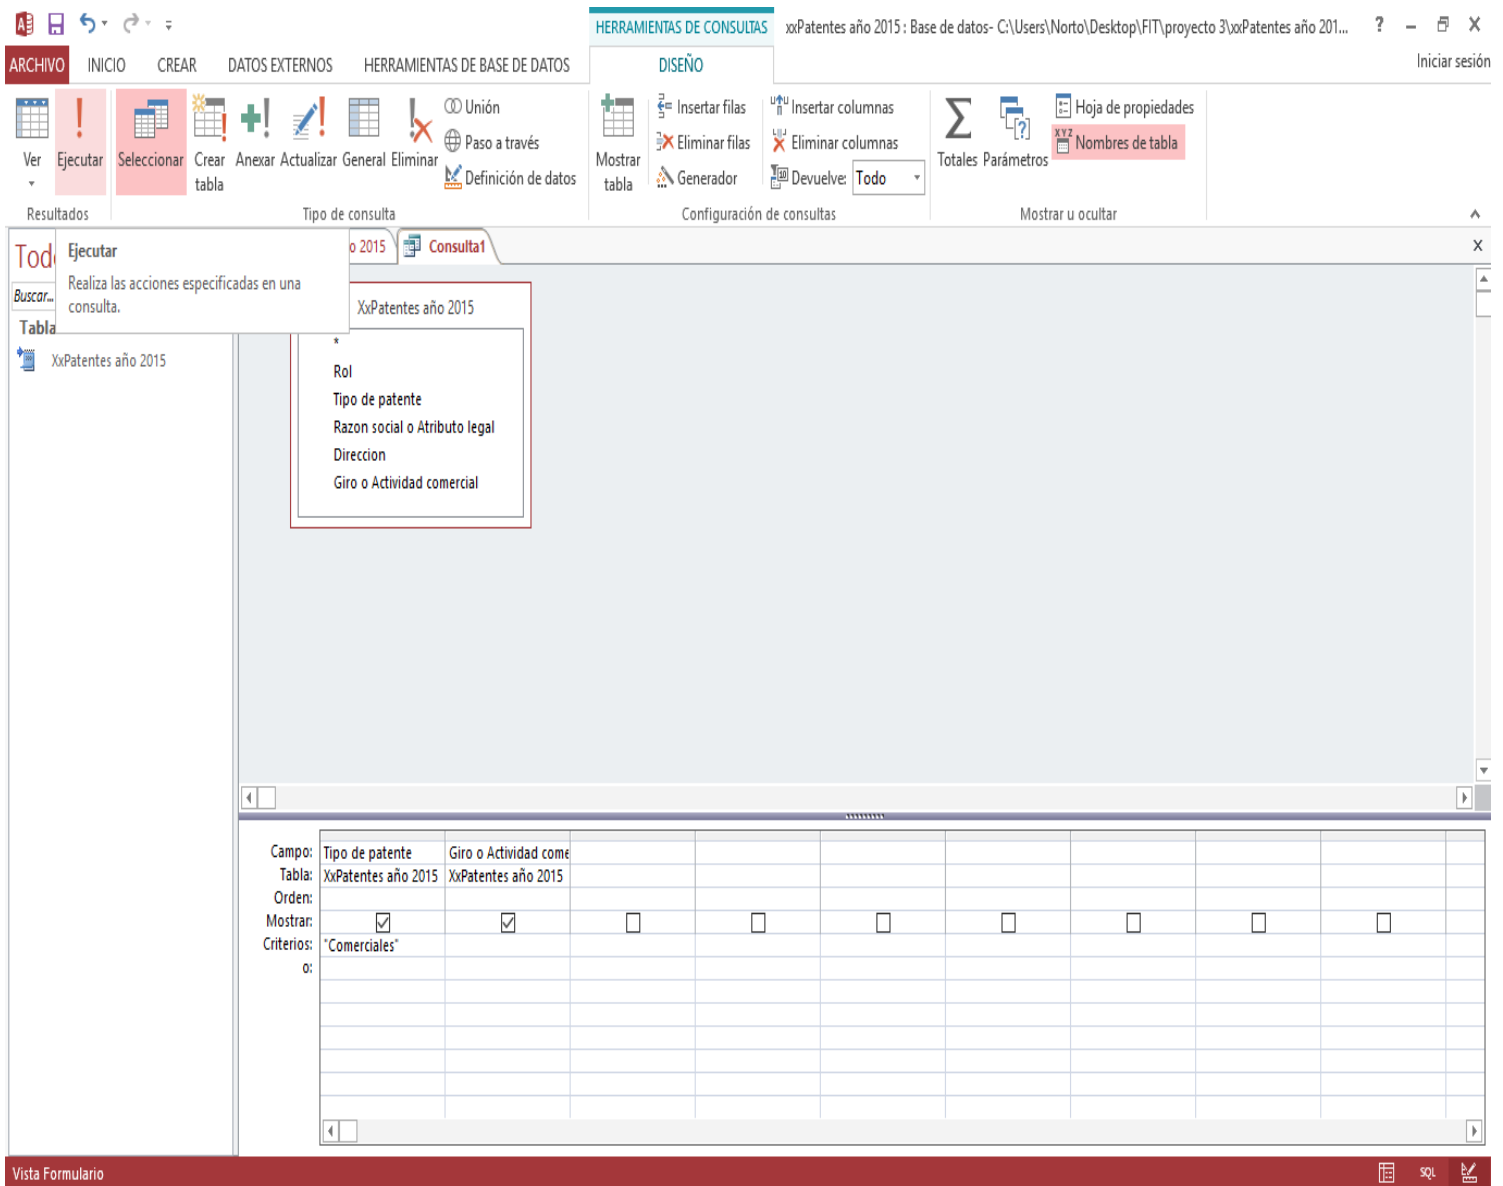 HERRAMIENTAS DE CONSULTAS
xxPatentes año 2015 : Base de datos- C:\Users\Norto\Desktop\FIT\proyecto 3\xxPatentes año 201...
?
ARCHIVO INICIO CREAR DATOS EXTERNOS HERRAMIENTAS DE BASE DE DATOS DISEÑO Iniciar sesión
Ver
Ejecutar
Seleccionar
Crear
tabla
Anexar
Actualizar
General
Eliminar
Unión
Paso a través
Definición de datos
Mostrar
tabla
Insertar filas
Eliminar filas
Generador
Insertar columnas
Eliminar columnas
Devuelve: Todo
Totales
Parámetros
Hoja de propiedades
XYZ
Nombres de tabla
Resultados
Tipo de consulta
Configuración de consultas
Mostrar u ocultar
Ejecutar
Realiza las acciones especificadas en una
consulta.
Tod
Buscar...
Tabla
XxPatentes año 2015
o 2015
Consulta1
XxPatentes año 2015
*
Rol
Tipo de patente
Razon social o Atributo legal
Direccion
Giro o Actividad comercial
Campo: Tipo de patente Giro o Actividad come
Tabla: XxPatentes año 2015 XxPatentes año 2015
Orden:
Mostrar:
Criterios: "Comerciales"
o:
Vista Formulario
SQL